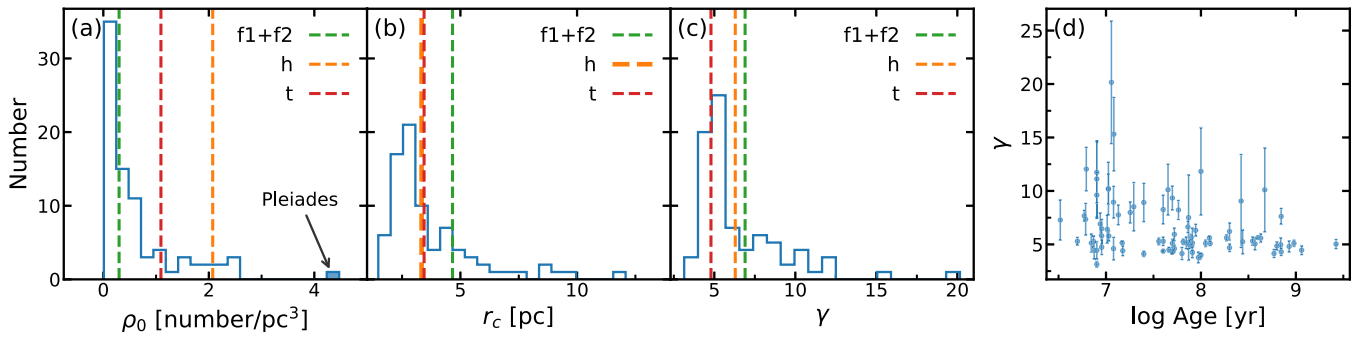 (a)
f1+f2
h
t
Pleiades
Number
0
10
20
30
0
2
4
ρ₀ [number/pc³]
(b)
f1+f2
h
t
5
10
r_c [pc]
(c)
f1+f2
h
t
5
10
15
20
γ
(d)
γ
5
10
15
20
25
7
8
9
log Age [yr]